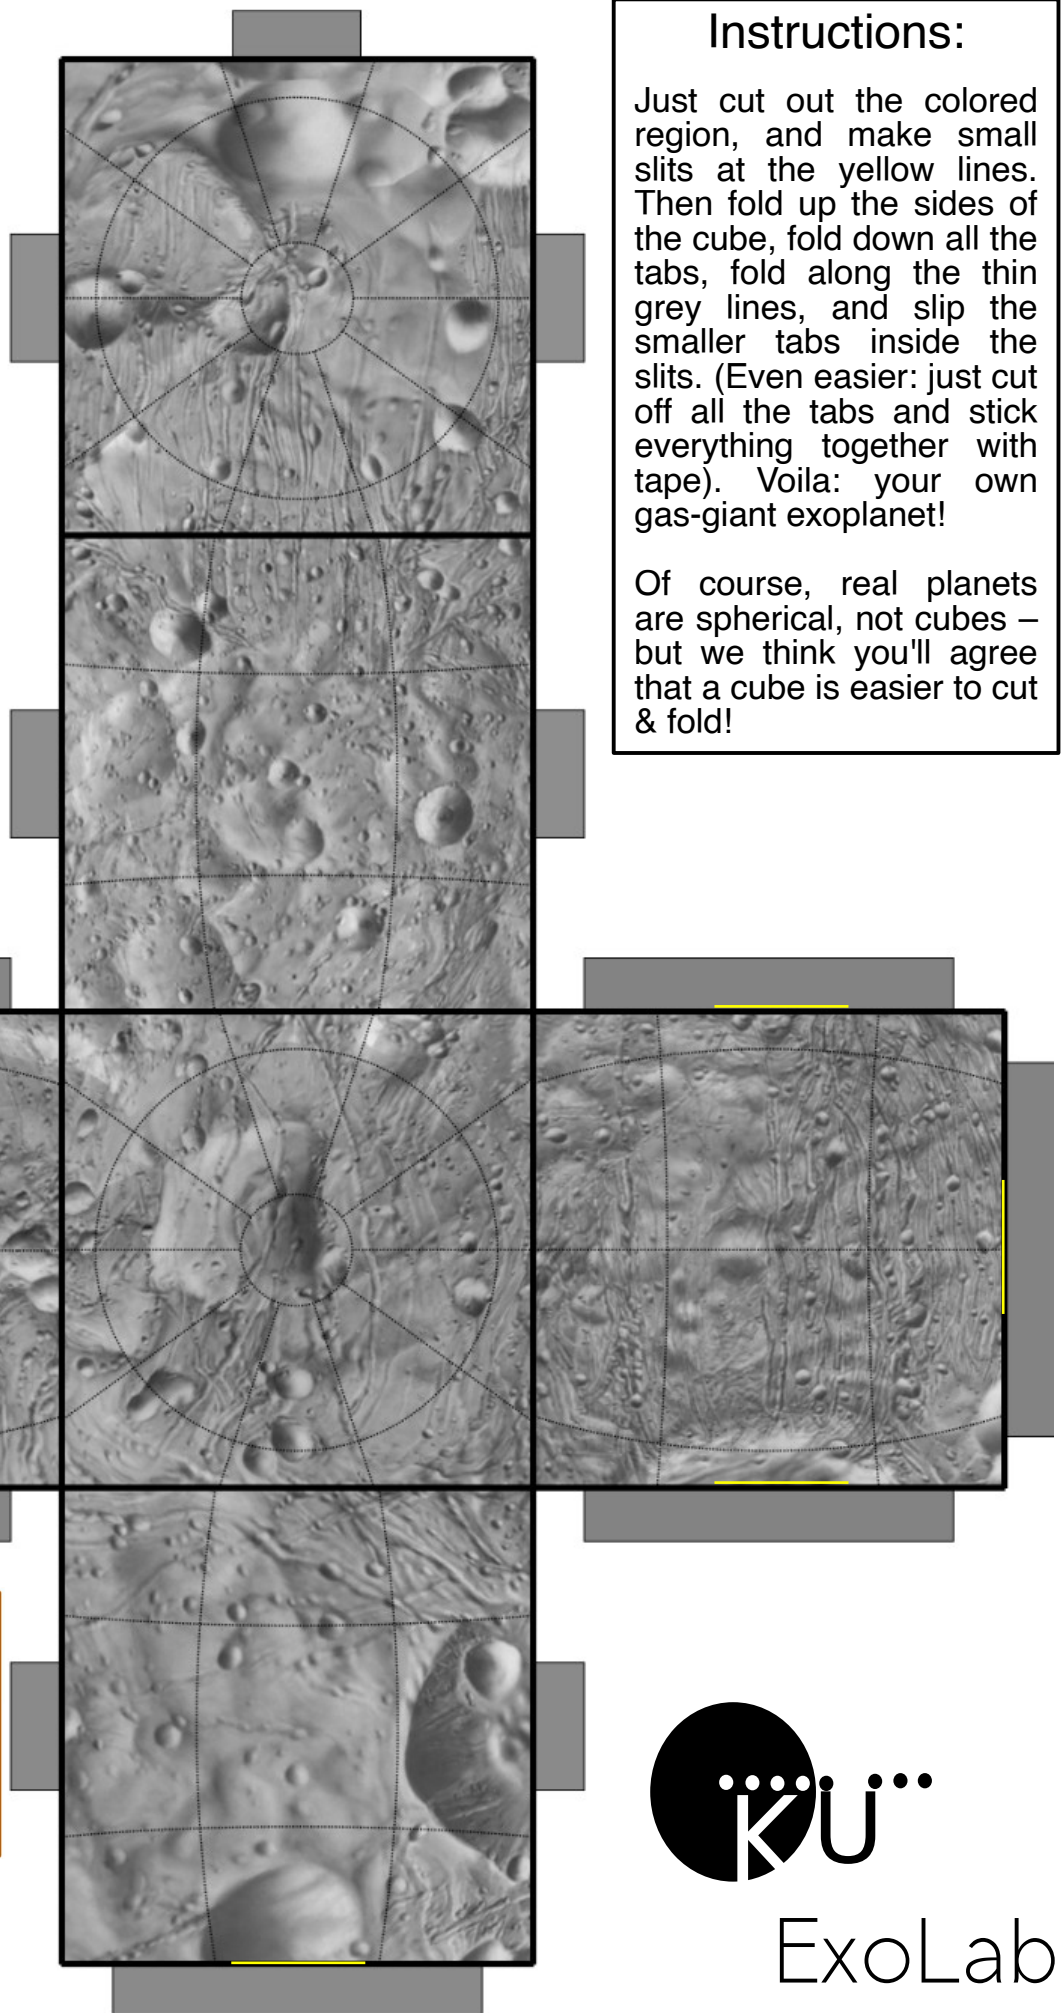 Instructions:
Just cut out the colored
region, and make small
slits at the yellow lines.
Then fold up the sides of
the cube, fold down all the
tabs, fold along the thin
grey lines, and slip the
smaller tabs inside the
slits. (Even easier: just cut
off all the tabs and stick
everything together with
tape). Voila: your own
gas-giant exoplanet!
Of course, real planets
are spherical, not cubes –
but we think you'll agree
that a cube is easier to cut
& fold!
KU
ExoLab